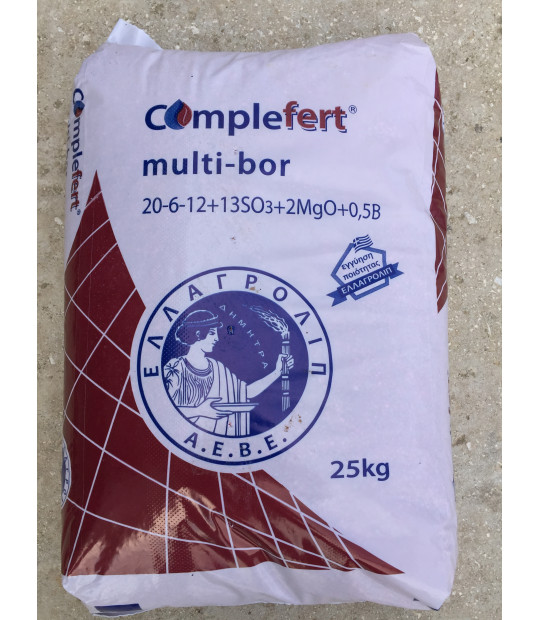 Complefert®
multi-bor
20-6-12+13SO3+2MgO+0,5B
εγγύηση
ποιότητας
ΕΛΛΑΓΡΟΛΙΠ
ΕΛΛΑΓΡΟΛΙΠ
ΔΗΜΗΤΡΑ
Α.Ε.Β.Ε.
25kg
Complefert®